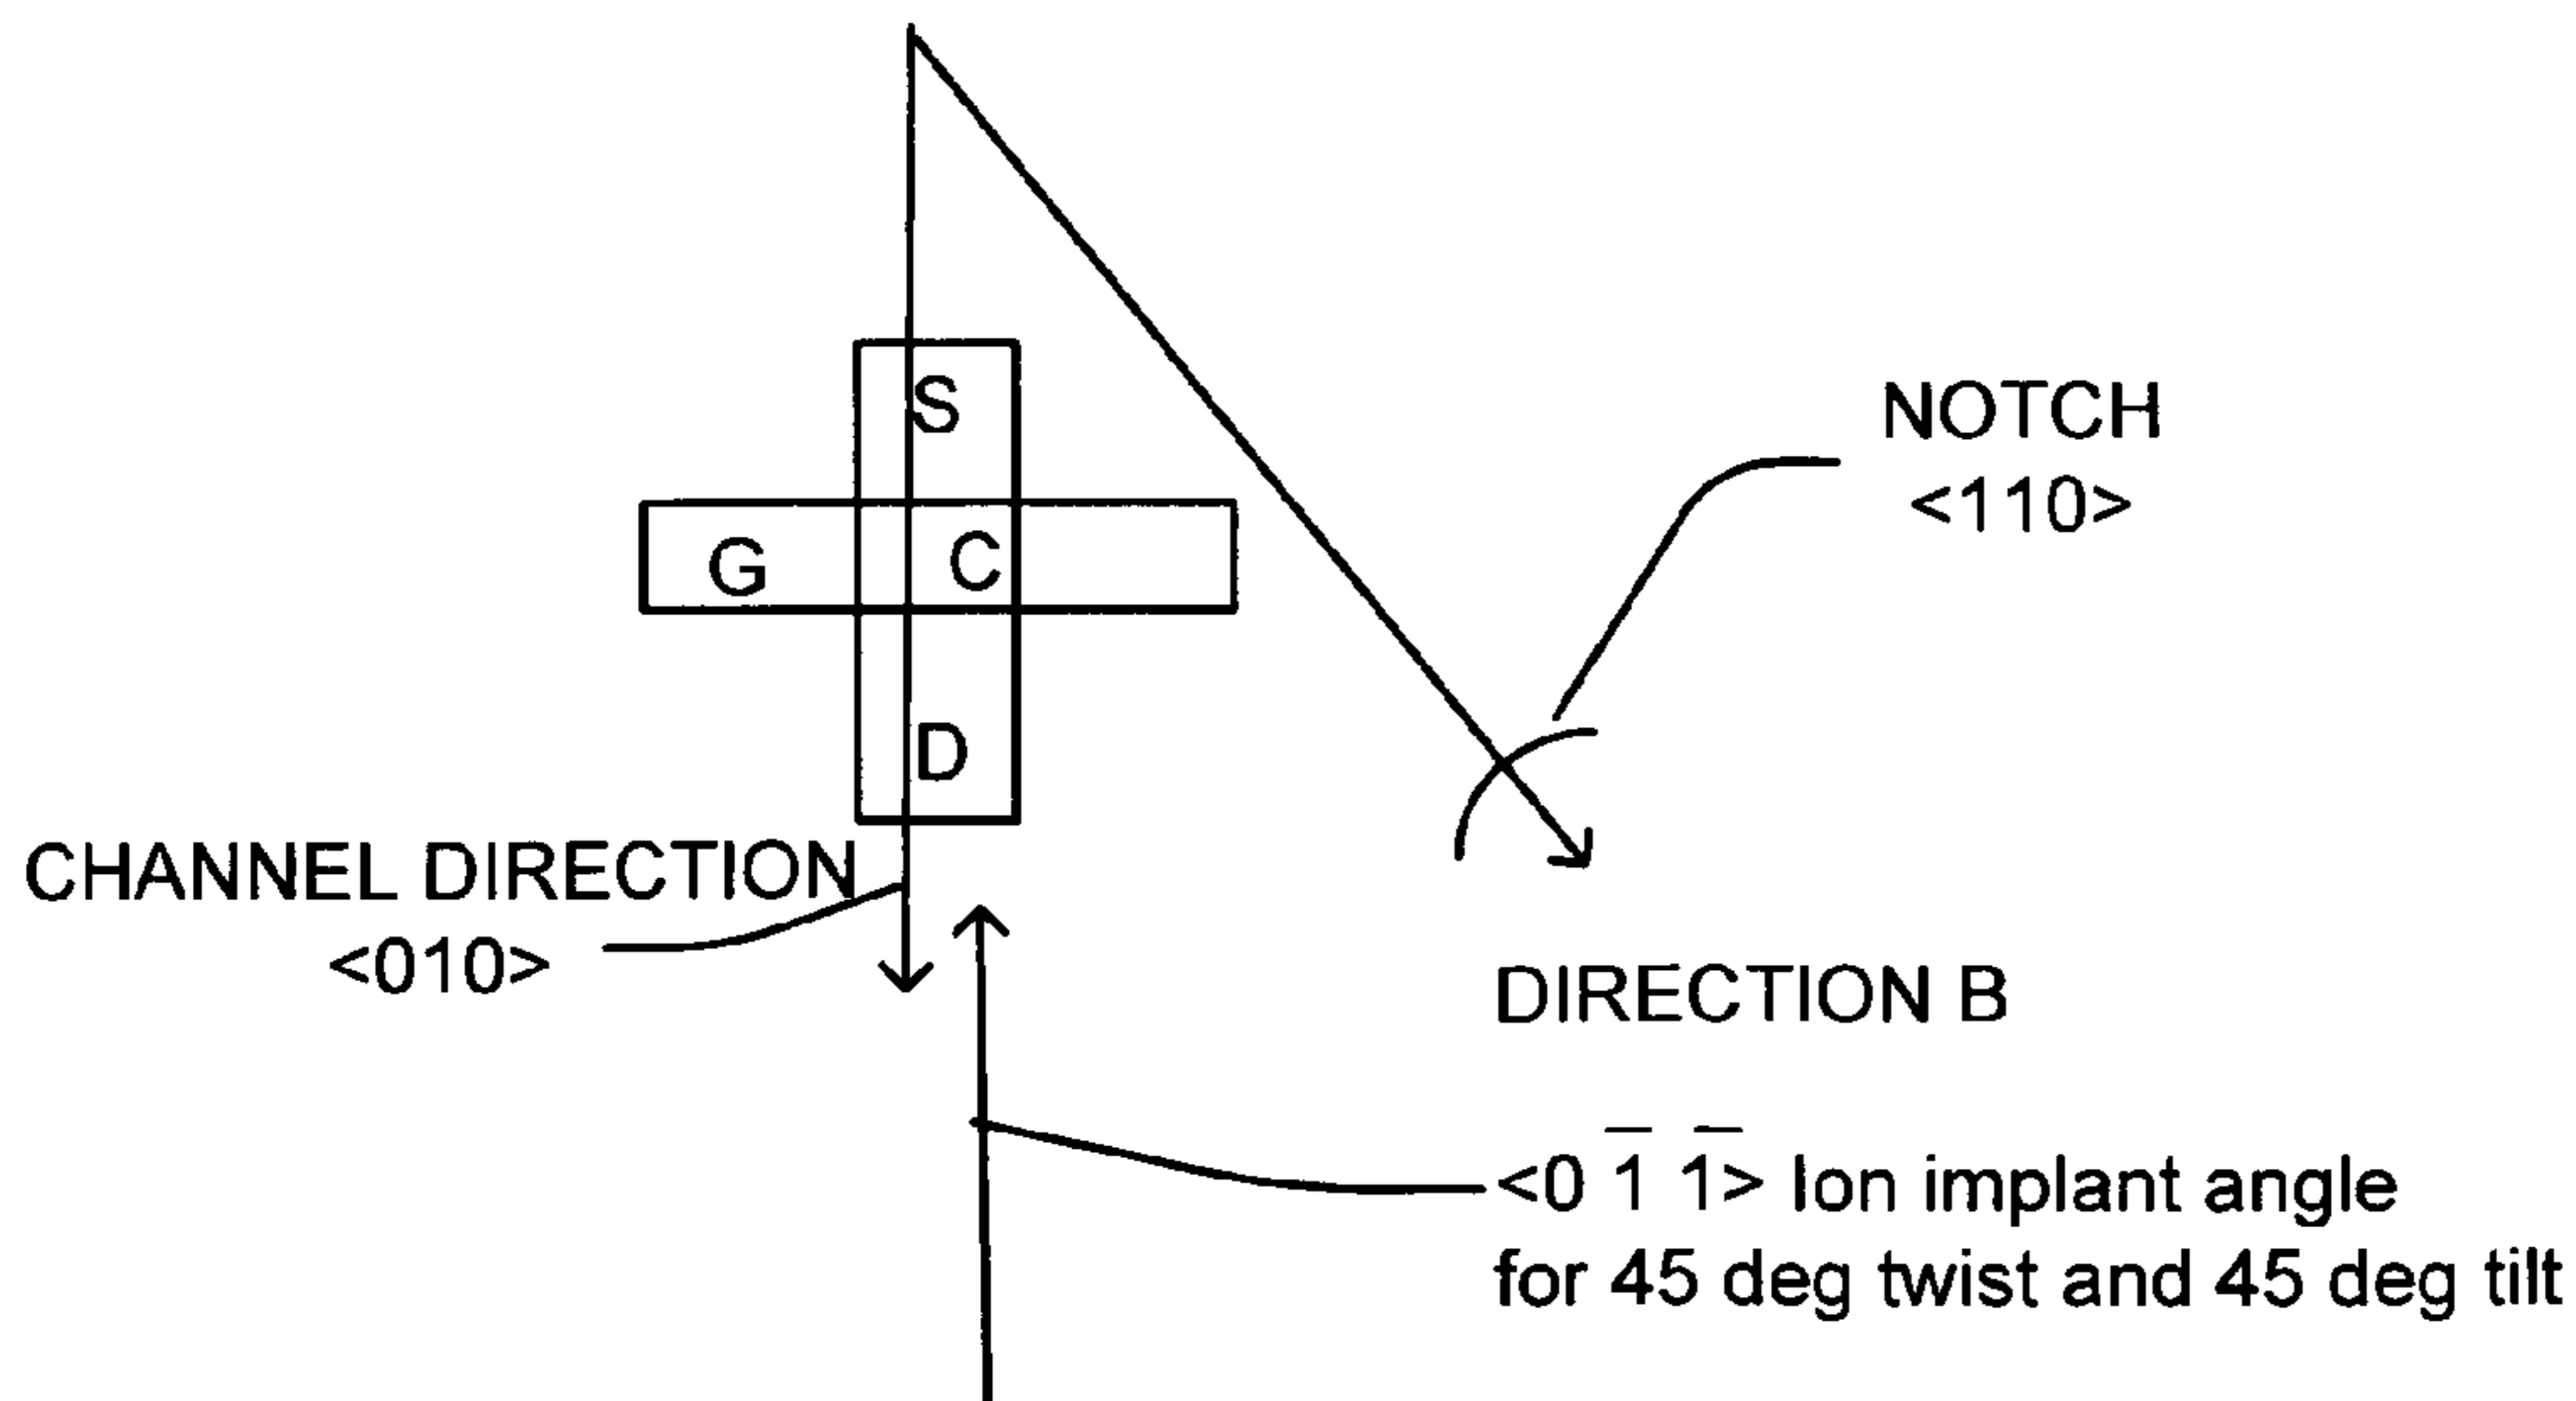 S
NOTCH
<110>
G
C
D
CHANNEL DIRECTION
<010>
DIRECTION B
<0 1̅ 1̅> Ion implant angle
for 45 deg twist and 45 deg tilt